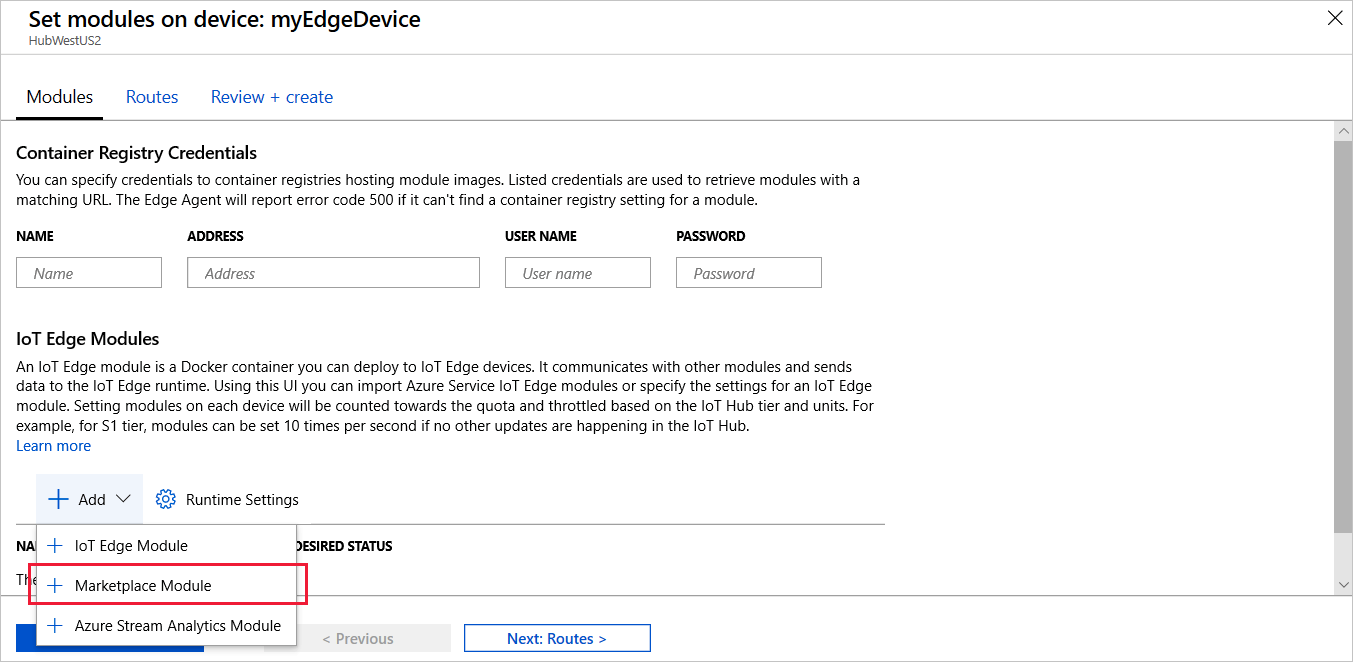 Set modules on device: myEdgeDevice
HubWestUS2
Modules Routes Review + create
Container Registry Credentials
You can specify credentials to container registries hosting module images. Listed credentials are used to retrieve modules with a
matching URL. The Edge Agent will report error code 500 if it can't find a container registry setting for a module.
NAME ADDRESS USER NAME PASSWORD
Name Address User name Password
IoT Edge Modules
An IoT Edge module is a Docker container you can deploy to IoT Edge devices. It communicates with other modules and sends
data to the IoT Edge runtime. Using this UI you can import Azure Service IoT Edge modules or specify the settings for an IoT Edge
module. Setting modules on each device will be counted towards the quota and throttled based on the IoT Hub tier and units. For
example, for S1 tier, modules can be set 10 times per second if no other updates are happening in the IoT Hub.
Learn more
Add Runtime Settings
IoT Edge Module DESIRED STATUS
Marketplace Module
Azure Stream Analytics Module
< Previous Next: Routes >